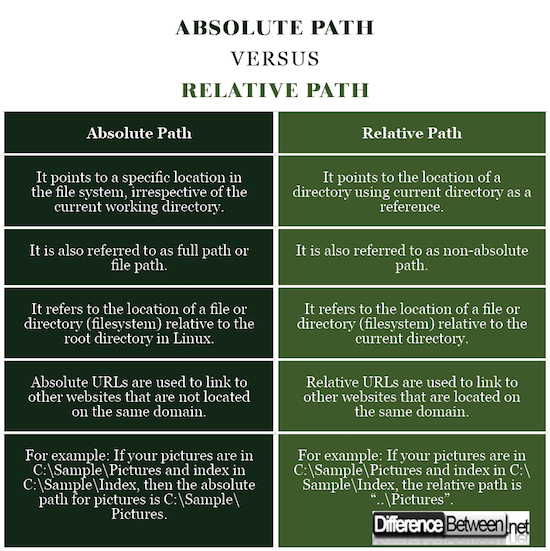 ABSOLUTE PATH
VERSUS
RELATIVE PATH
Absolute Path
Relative Path
It points to a specific location in
the file system, irrespective of the
current working directory.
It points to the location of a
directory using current directory as a
reference.
It is also referred to as full path or
file path.
It is also referred to as non-absolute
path.
It refers to the location of a file or
directory (filesystem) relative to the
root directory in Linux.
It refers to the location of a file or
directory (filesystem) relative to the
current directory.
Absolute URLs are used to link to
other websites that are not located
on the same domain.
Relative URLs are used to link to
other websites that are located on
the same domain.
For example: If your pictures are in
C:\Sample\Pictures and index in
C:\Sample\Index, then the absolute
path for pictures is C:\Sample\
Pictures.
For example: If your pictures are in
C:\Sample\Pictures and index in C:\
Sample\Index, the relative path is
“..\Pictures”.
Difference Between.net